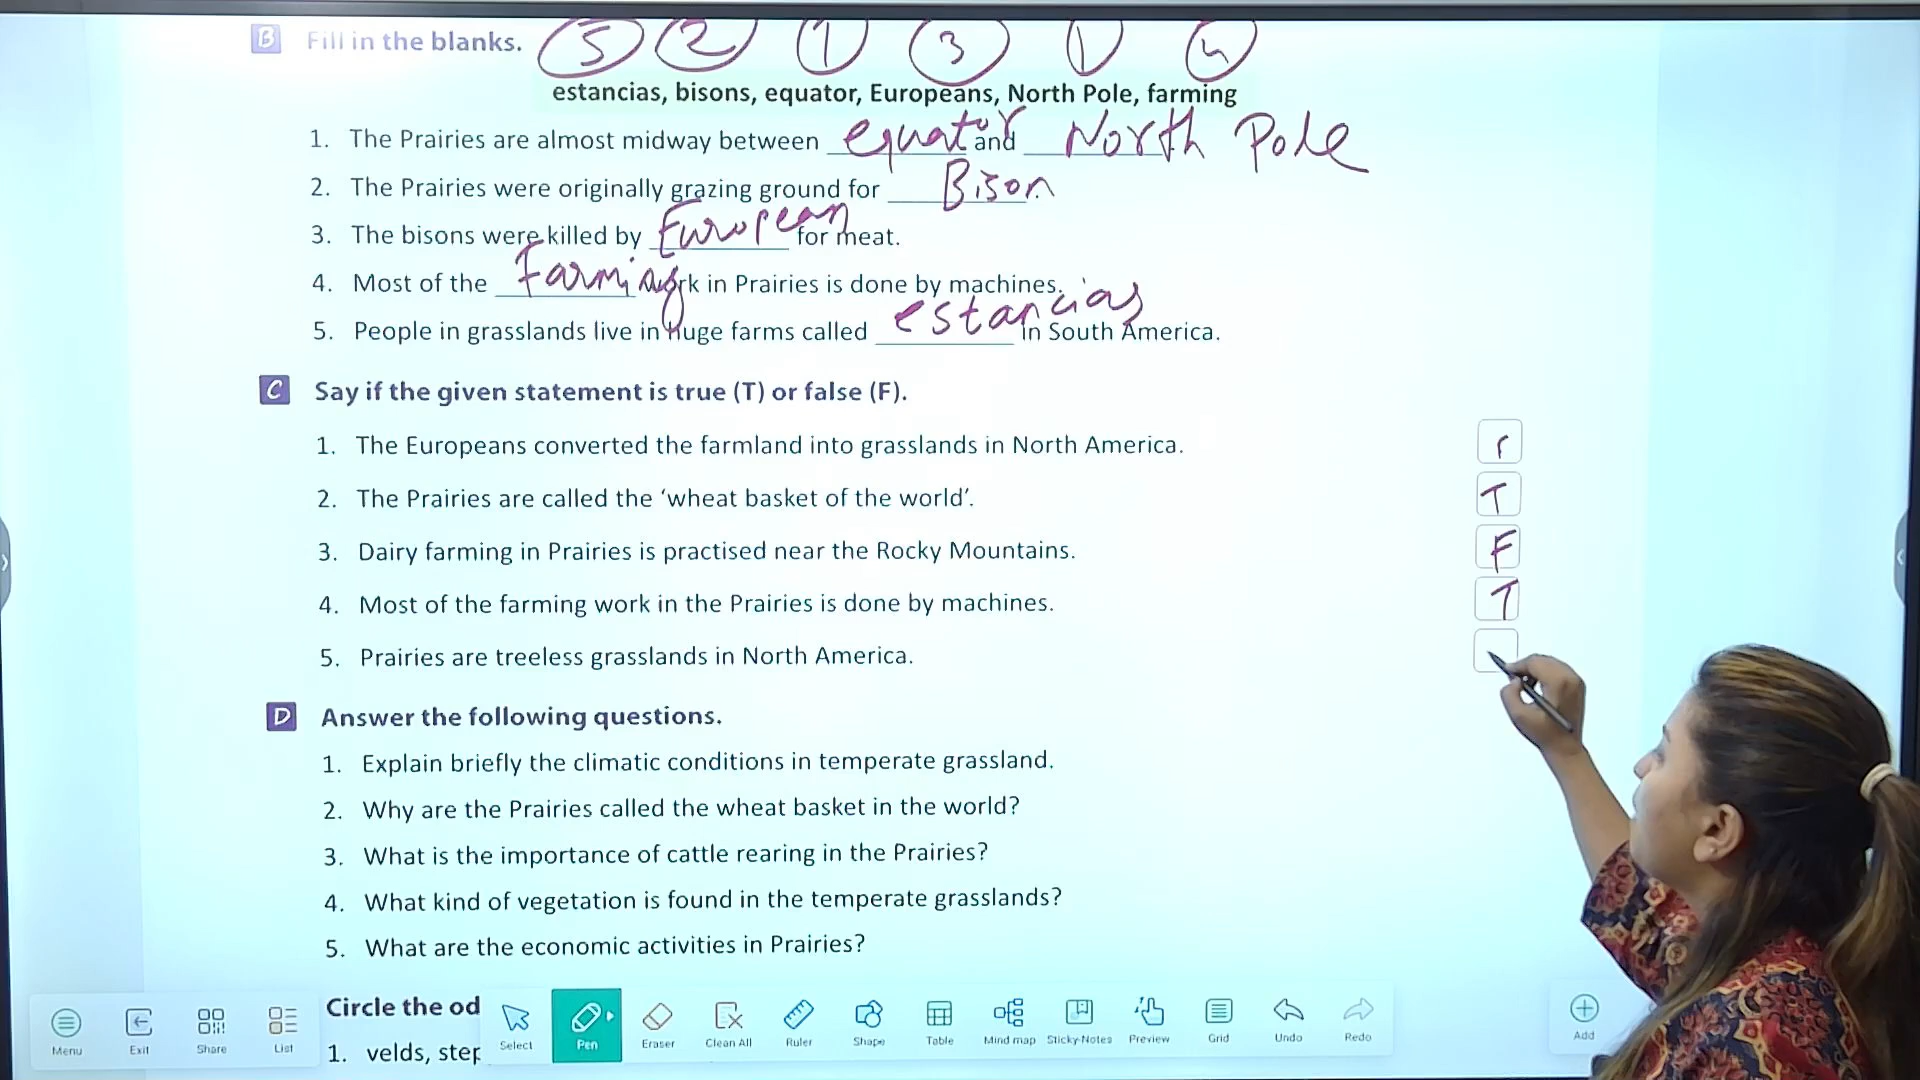 B Fill in the blanks.
5 2 1 3 1 4
estancias, bisons, equator, Europeans, North Pole, farming
1. The Prairies are almost midway between equator and North Pole
2. The Prairies were originally grazing ground for Bison.
3. The bisons were killed by European for meat.
4. Most of the Farming work in Prairies is done by machines.
5. People in grasslands live in huge farms called estancias in South America.
C Say if the given statement is true (T) or false (F).
1. The Europeans converted the farmland into grasslands in North America.
2. The Prairies are called the ‘wheat basket of the world’. T
3. Dairy farming in Prairies is practised near the Rocky Mountains. F
4. Most of the farming work in the Prairies is done by machines. T
5. Prairies are treeless grasslands in North America.
D Answer the following questions.
1. Explain briefly the climatic conditions in temperate grassland.
2. Why are the Prairies called the wheat basket in the world?
3. What is the importance of cattle rearing in the Prairies?
4. What kind of vegetation is found in the temperate grasslands?
5. What are the economic activities in Prairies?
Circle the od
1. velds, step
Menu Exit Share List Select Pen Eraser Clean All Ruler Shape Table Mind map Sticky-Notes Preview Grid Undo Redo Add